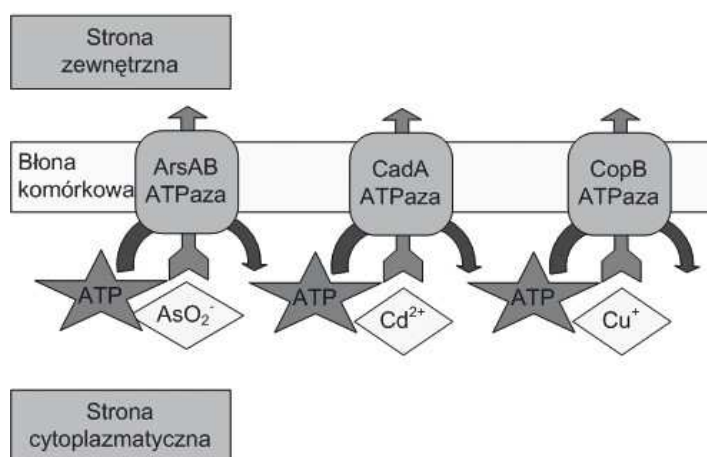 Strona
zewnętrzna
Błona
komórkowa
ArsAB
ATPaza
CadA
ATPaza
CopB
ATPaza
ATP
AsO₂⁻
ATP
Cd²⁺
ATP
Cu⁺
Strona
cytoplazmatyczna